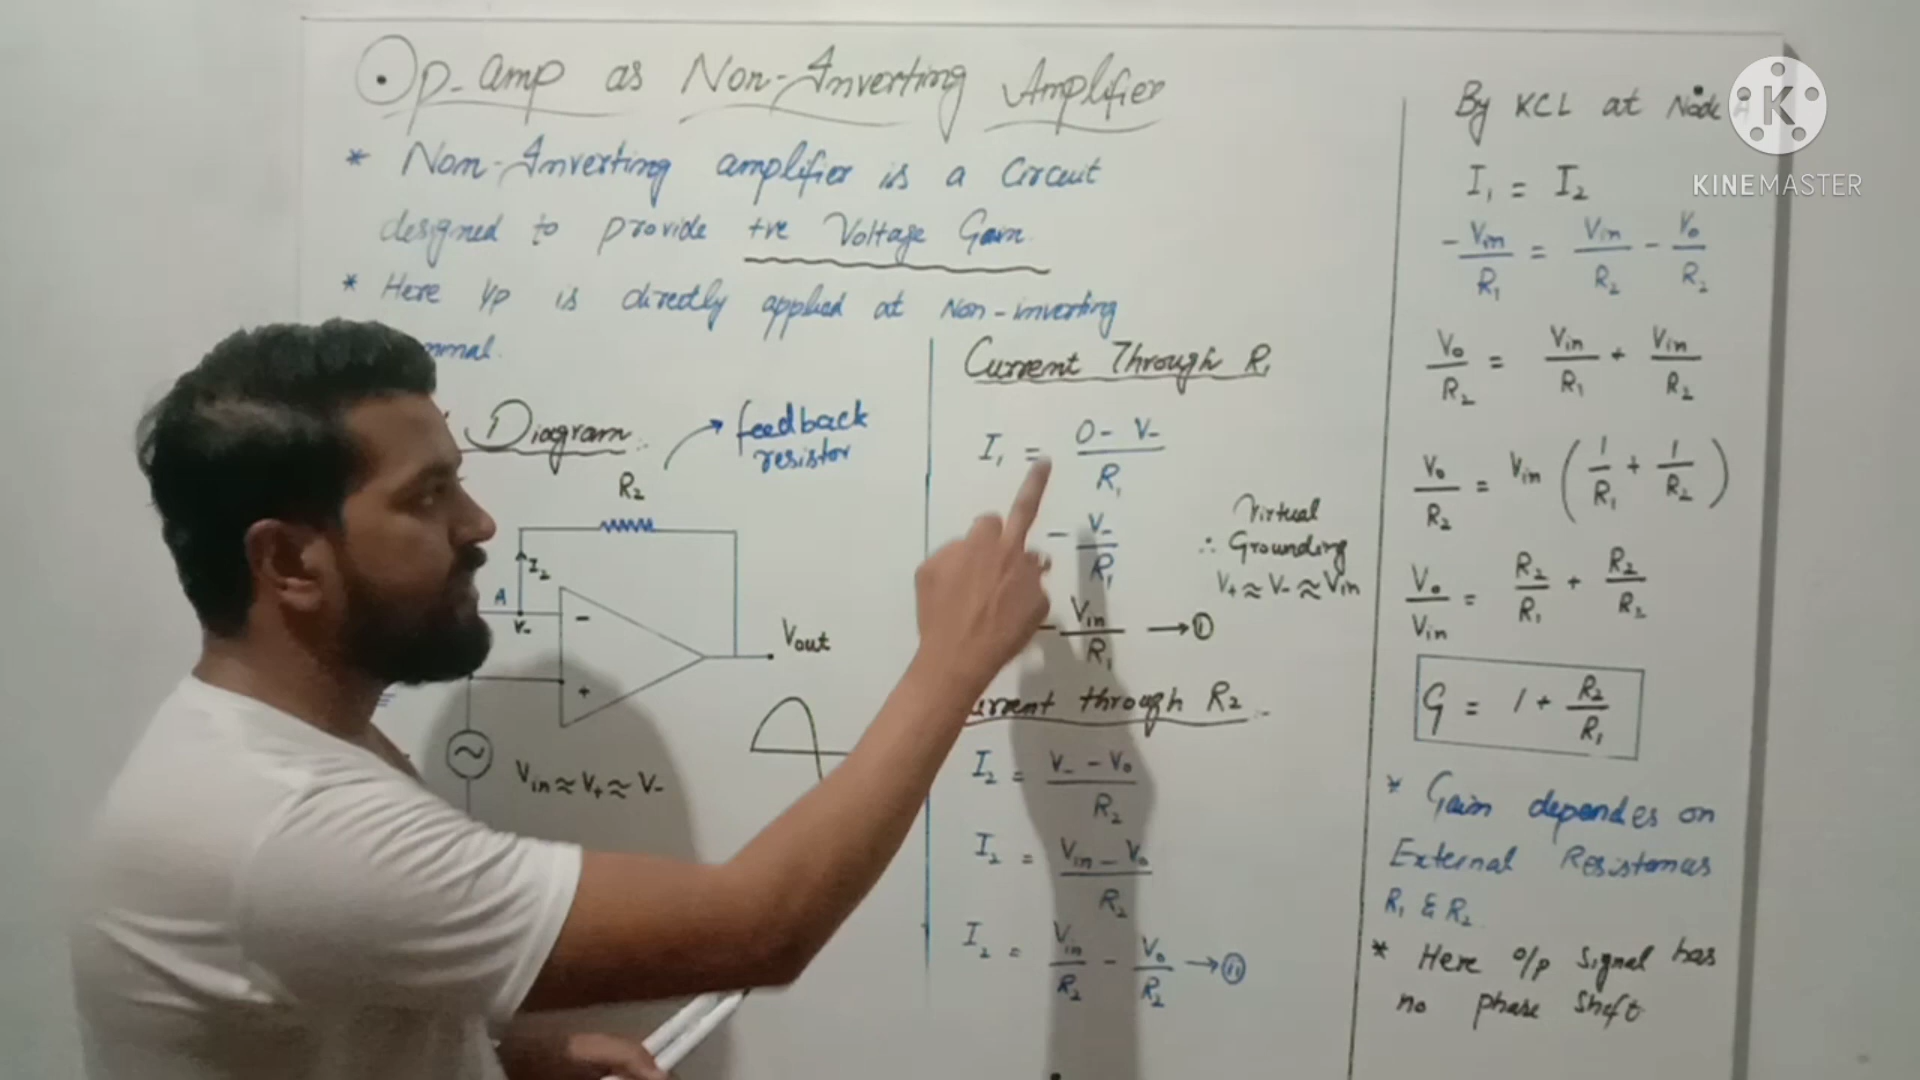 Op-amp as Non-Inverting Amplifier
* Non-Inverting amplifier is a Circuit
designed to provide +ve Voltage Gain.
* Here I/p is directly applied at Non-inverting
Diagram
feedback
resistor
R2
I2
A
V-
-
+
Vout
Vin ≈ V+ ≈ V-
Current Through R1
I1 = 0 - V- / R1
- V- / R1
- Vin / R1 → (i)
Virtual
∴ Grounding
V+ ≈ V- ≈ Vin
through R2
I2 = V- - Vo / R2
I2 = Vin - Vo / R2
I2 = Vin / R2 - Vo / R2 → (ii)
By KCL at Node A
I1 = I2
- Vin / R1 = Vin / R2 - Vo / R2
Vo / R2 = Vin / R1 + Vin / R2
Vo / R2 = Vin ( 1 / R1 + 1 / R2 )
Vo / Vin = R2 / R1 + R2 / R2
G = 1 + R2 / R1
* Gain dependes on
External
R1 & R2
* Here o/p Signal has
no phase Sheft
K
KINEMASTER